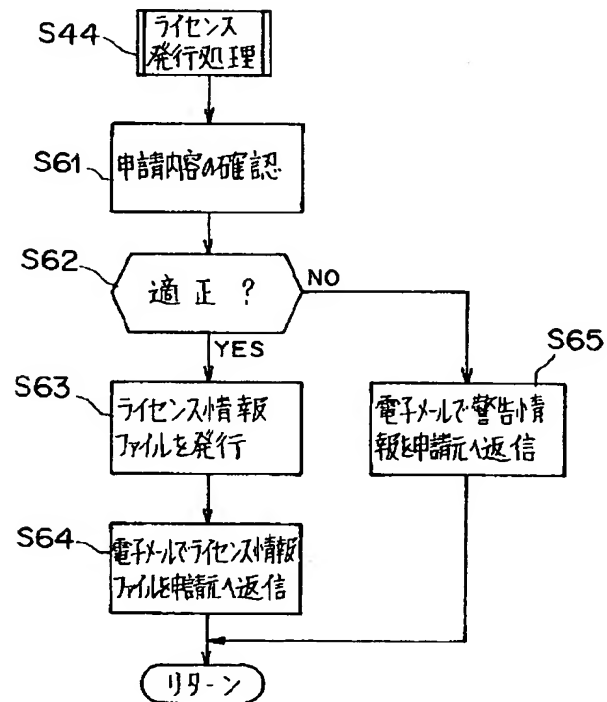 S44
ライセンス
発行処理
S61
申請内容の確認
S62
適正?
NO
YES
S63
ライセンス情報
ファイルを発行
S65
電子メールで警告情
報を申請元へ返信
S64
電子メールでライセンス情報
ファイルを申請元へ返信
リターン